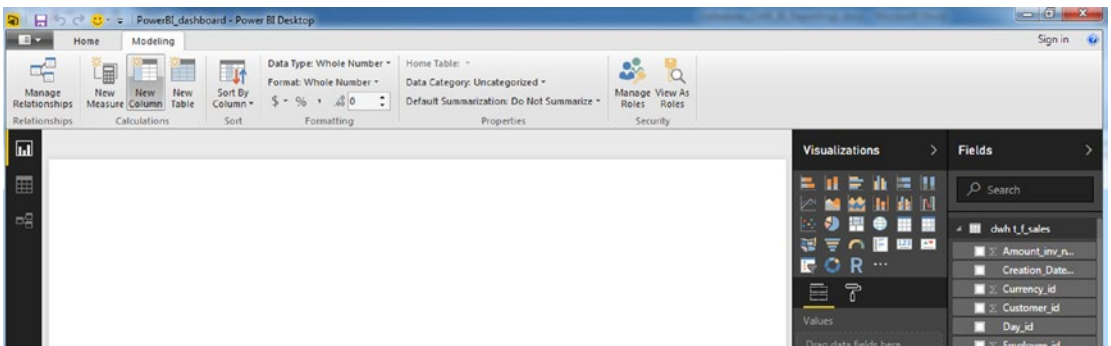 PowerBI_dashboard - Power BI Desktop
Home Modeling Sign in
Manage Relationships
New Measure
New Column
New Table
Sort By Column
Data Type: Whole Number
Format: Whole Number
$ % , .00 0
Home Table:
Data Category: Uncategorized
Default Summarization: Do Not Summarize
Manage Roles
View As Roles
Relationships Calculations Sort Formatting Properties Security
Visualizations >
Fields >
Search
dwh t_f_sales
Σ Amount_inv_n...
Creation_Date...
Σ Currency_id
Σ Customer_id
Day_id
Σ Employee_id
123
R ...
Values
Drag data fields here